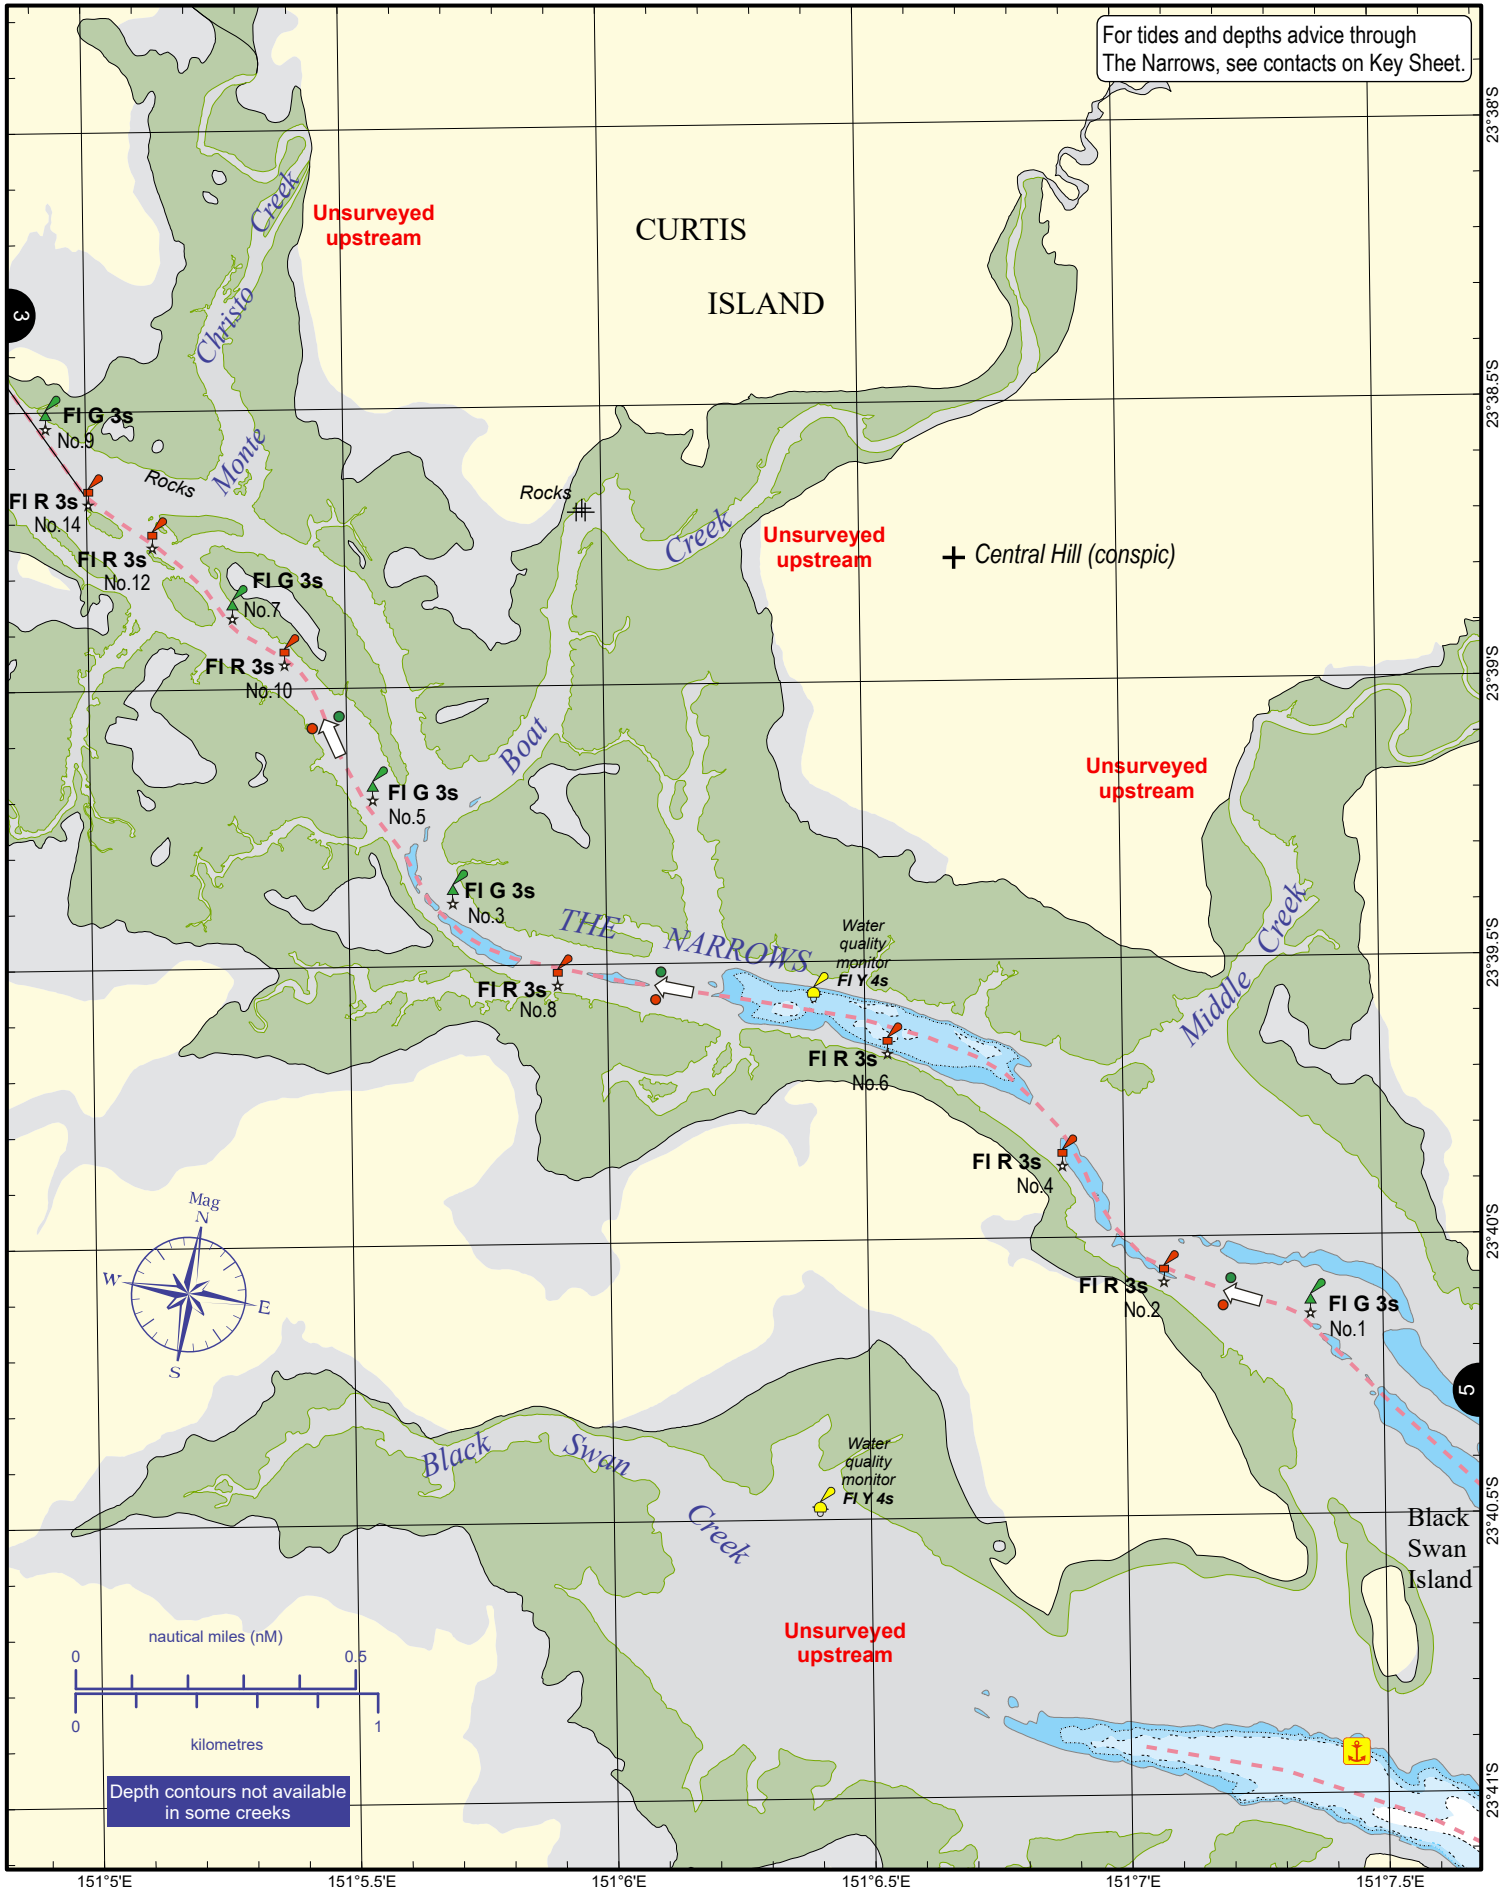 For tides and depths advice through
The Narrows, see contacts on Key Sheet.
23°38'S
Creek
Unsurveyed
upstream
CURTIS
ISLAND
3
Christo
23°38.5'S
Fl G 3s
No.9
Monte
Rocks
Rocks
Fl R 3s
No.14
Creek
Unsurveyed
upstream
Central Hill (conspic)
Fl R 3s
No.12
Fl G 3s
No.7
23°39'S
Fl R 3s
No.10
Boat
Unsurveyed
upstream
Fl G 3s
No.5
Fl G 3s
No.3
THE NARROWS
Water
quality
monitor
Fl Y 4s
Creek
Middle
23°39.5'S
Fl R 3s
No.8
Fl R 3s
No.6
Fl R 3s
No.4
Mag
N
W
E
S
23°40'S
Fl R 3s
No.2
Fl G 3s
No.1
5
Black Swan
Creek
Water
quality
monitor
Fl Y 4s
23°40.5'S
Black
Swan
Island
Unsurveyed
upstream
nautical miles (nM)
0 0.5
0 1
kilometres
Depth contours not available
in some creeks
23°41'S
151°5'E 151°5.5'E 151°6'E 151°6.5'E 151°7'E 151°7.5'E